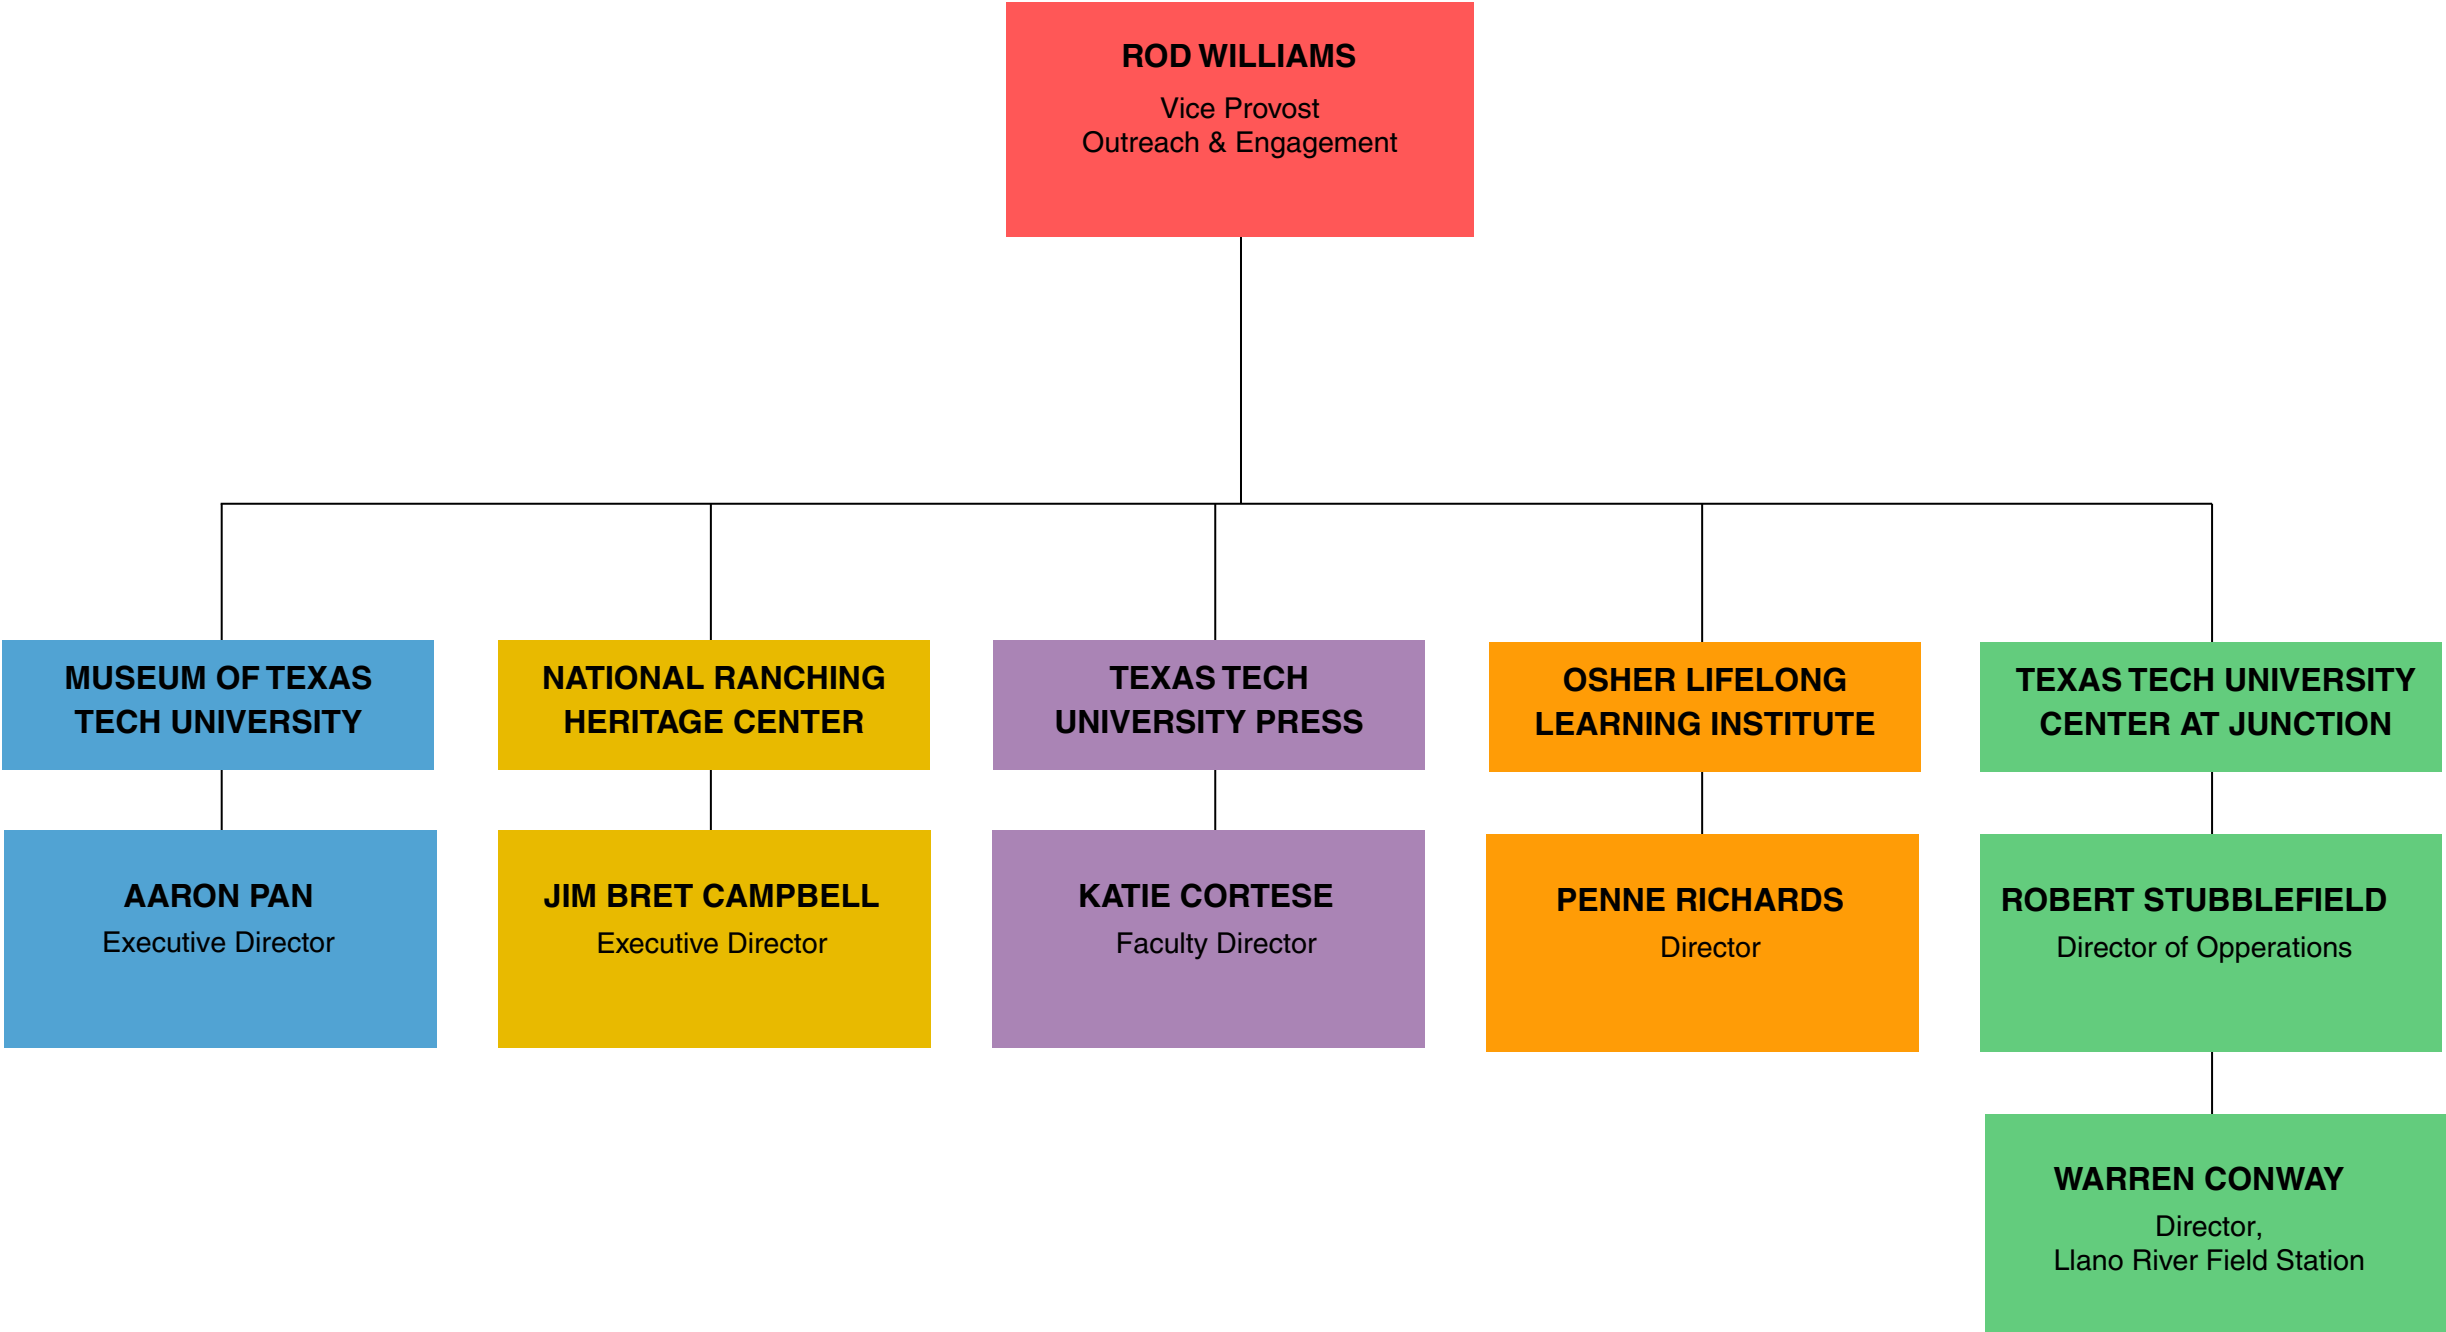 ROD WILLIAMS
Vice Provost
Outreach & Engagement
MUSEUM OF TEXAS
TECH UNIVERSITY
AARON PAN
Executive Director
NATIONAL RANCHING
HERITAGE CENTER
JIM BRET CAMPBELL
Executive Director
TEXAS TECH
UNIVERSITY PRESS
KATIE CORTESE
Faculty Director
OSHER LIFELONG
LEARNING INSTITUTE
PENNE RICHARDS
Director
TEXAS TECH UNIVERSITY
CENTER AT JUNCTION
ROBERT STUBBLEFIELD
Director of Opperations
WARREN CONWAY
Director,
Llano River Field Station